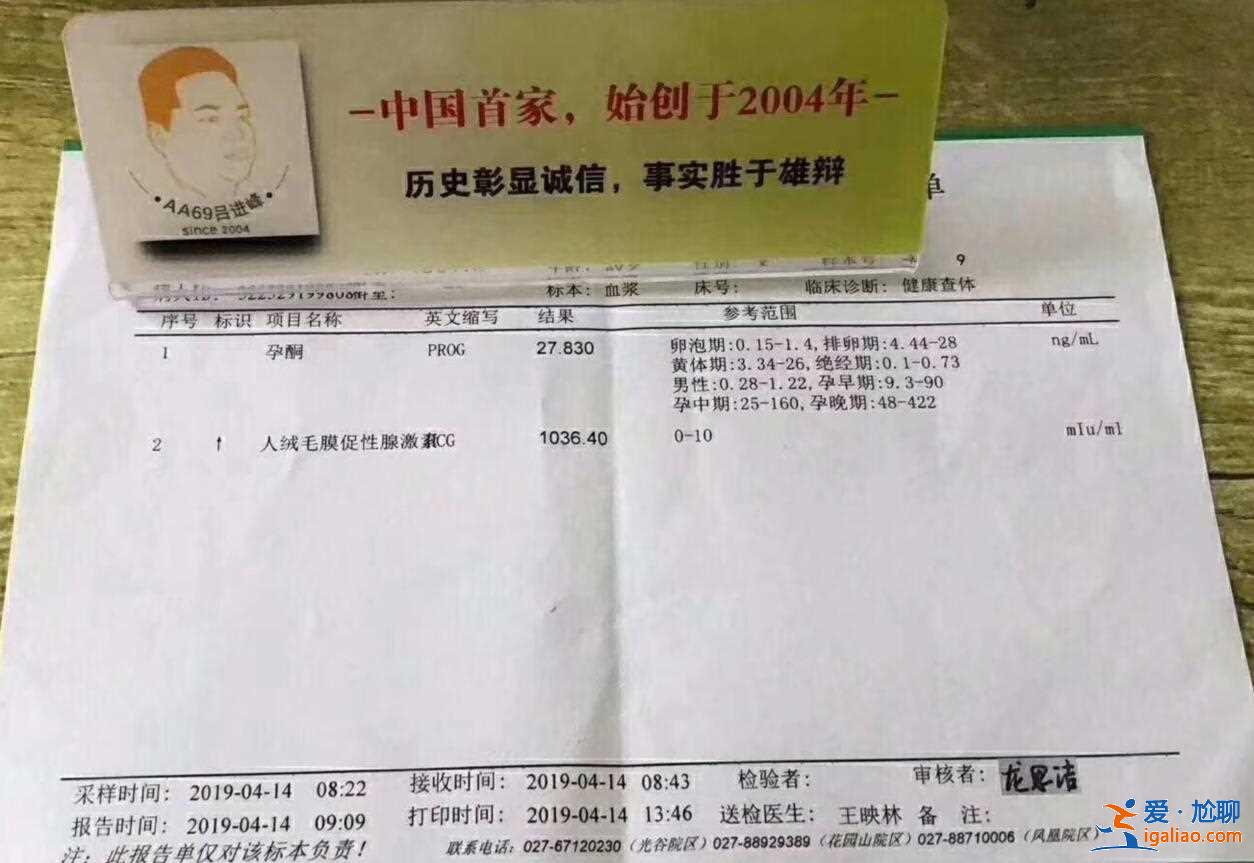 -中国首家，始创于2004年-
历史彰显诚信，事实胜于雄辩
AA69吕进峰
since 2004
单
9
标本：血浆 床号： 临床诊断：健康查体
序号 标识 项目名称 英文缩写 结果 参考范围 单位
1 孕酮 PROG 27.830 卵泡期:0.15-1.4,排卵期:4.44-28 ng/mL
黄体期:3.34-26,绝经期:0.1-0.73
男性:0.28-1.22,孕早期:9.3-90
孕中期:25-160,孕晚期:48-422
2 ↑ 人绒毛膜促性腺激素 CG 1036.40 0-10 mIu/ml
采样时间： 2019-04-14 08:22 接收时间： 2019-04-14 08:43 检验者： 审核者： 龙思洁
报告时间： 2019-04-14 09:09 打印时间： 2019-04-14 13:46 送检医生： 王映林 备 注：
注：此报告单仅对该标本负责！ 联系电话：027-67120230（光谷院区）027-88929389（花园山院区）027-88710006（凤凰院区）
爱·尬聊
igaliao.com